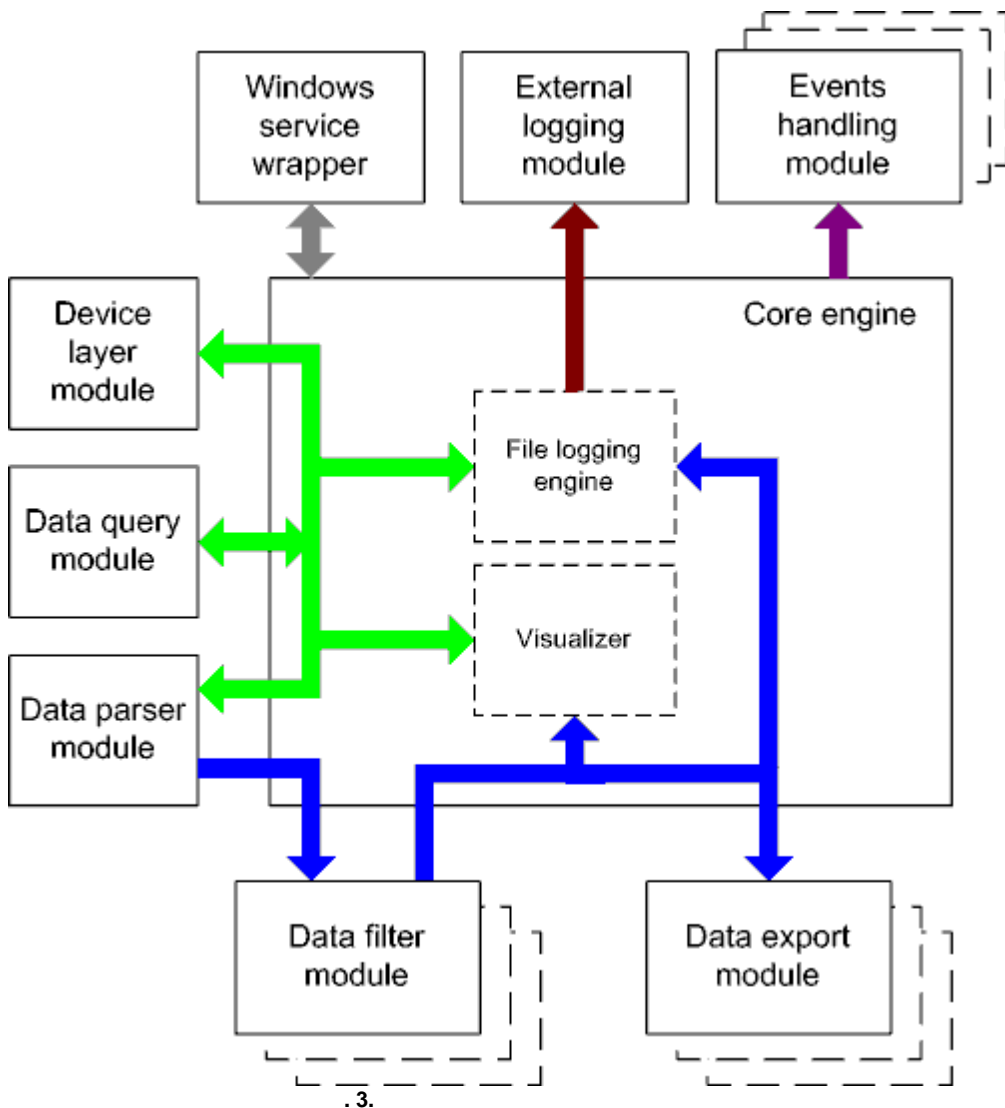 Windows
service
wrapper
External
logging
module
Events
handling
module
Device
layer
module
Core engine
File logging
engine
Data query
module
Visualizer
Data parser
module
Data filter
module
Data export
module
. 3.